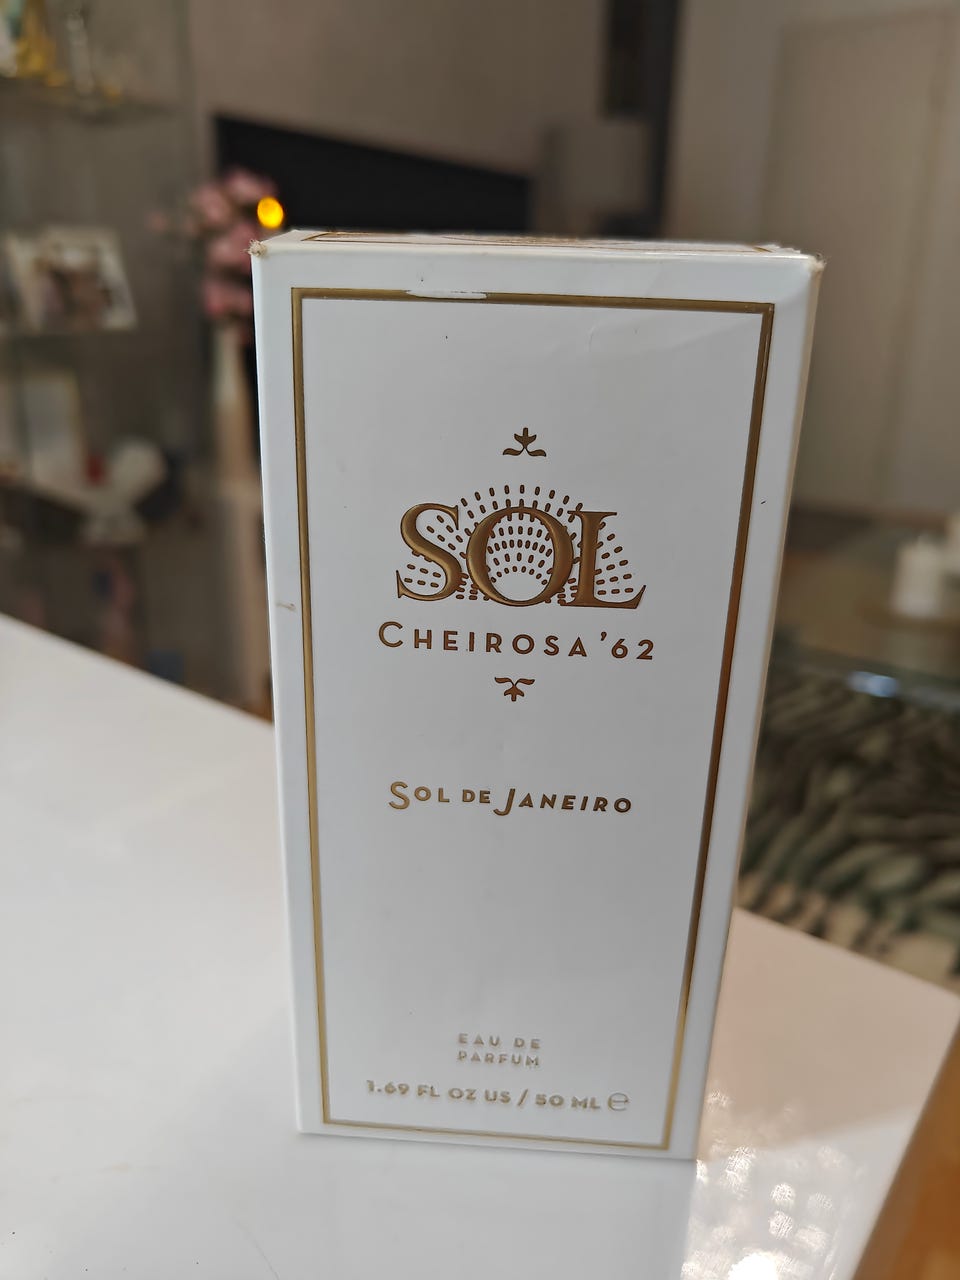 SOL
CHEIROSA '62
SOL DE JANEIRO
EAU DE
PARFUM
1.69 FL OZ US / 50 ML ℮